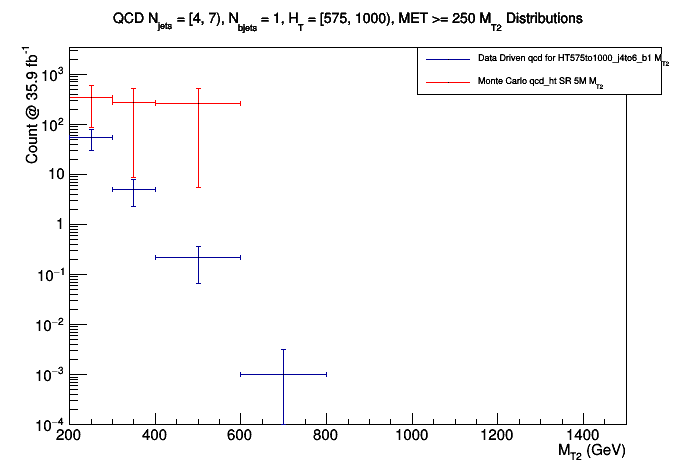 QCD N_jets = [4, 7), N_bjets = 1, H_T = [575, 1000), MET >= 250 M_T2 Distributions
Data Driven qcd for HT575to1000_j4to6_b1 M_T2
Monte Carlo qcd_ht SR 5M M_T2
Count @ 35.9 fb^-1
10^3
10^2
10
1
10^-1
10^-2
10^-3
10^-4
200 400 600 800 1000 1200 1400
M_T2 (GeV)